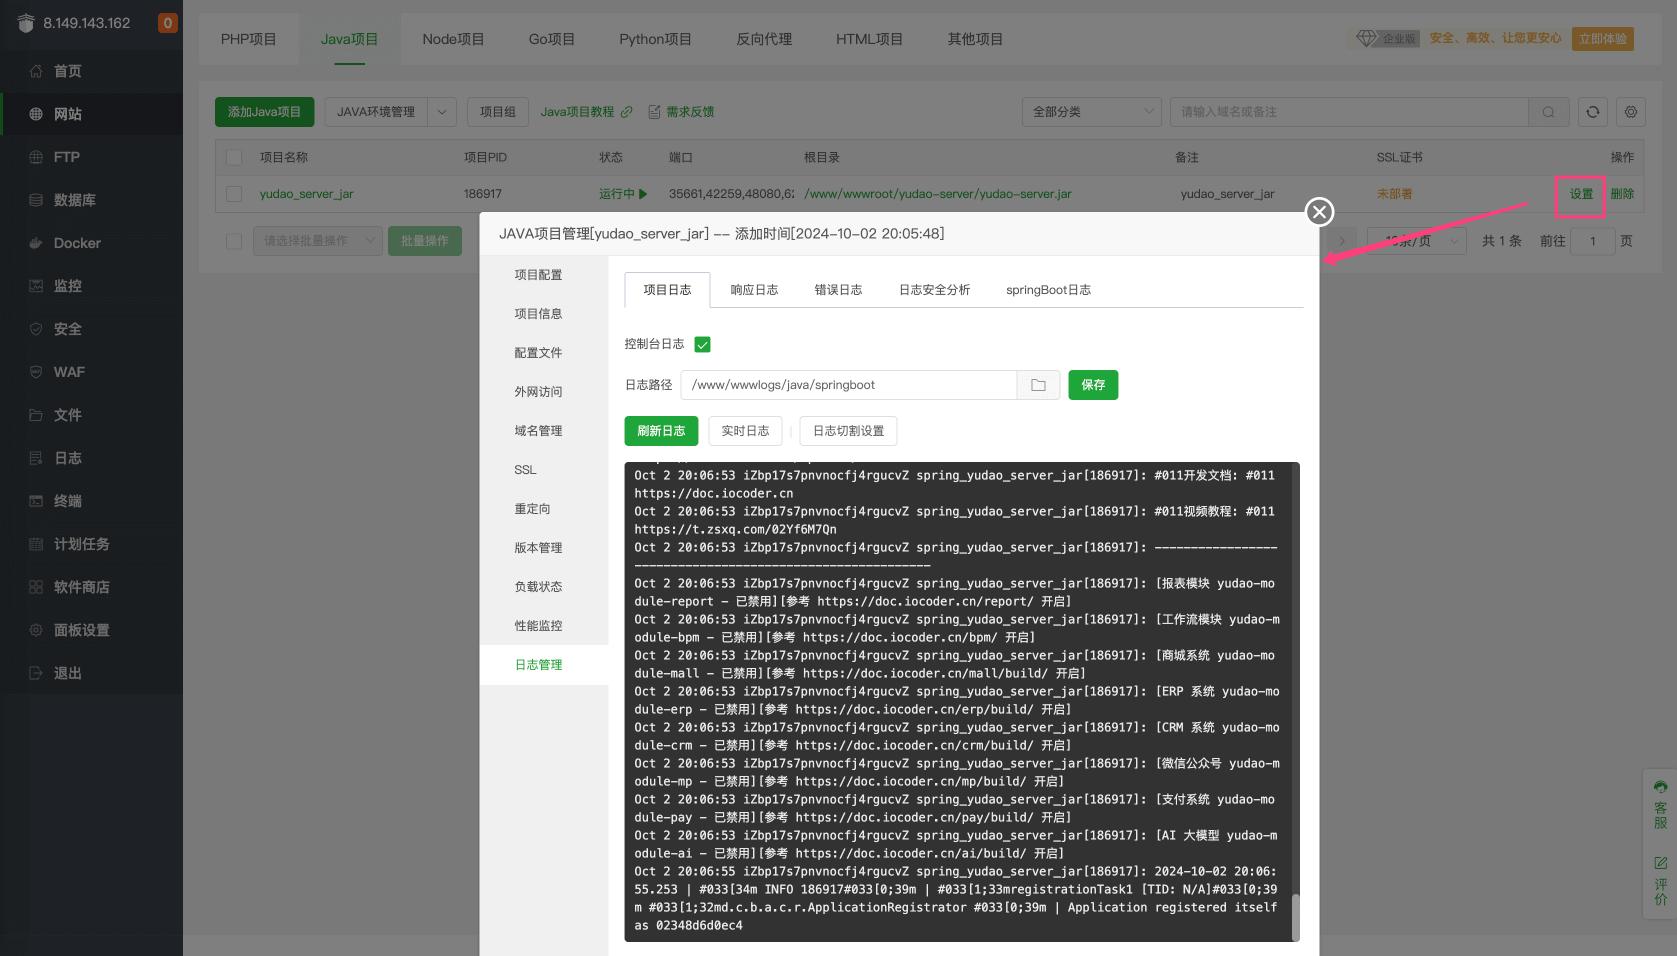 8.149.143.162
0
首页
网站
FTP
数据库
Docker
监控
安全
WAF
文件
日志
终端
计划任务
软件商店
面板设置
退出
PHP项目
Java项目
Node项目
Go项目
Python项目
反向代理
HTML项目
其他项目
企业版
安全、高效、让您更安心
立即体验
添加Java项目
JAVA环境管理
项目组
Java项目教程
需求反馈
全部分类
请输入域名或备注
项目名称
项目PID
状态
端口
根目录
备注
SSL证书
操作
yudao_server_jar
186917
运行中
35661,42259,48080,62
/www/wwwroot/yudao-server/yudao-server.jar
yudao_server_jar
未部署
设置
删除
请选择批量操作
批量操作
10条/页
共 1 条
前往
1
页
JAVA项目管理[yudao_server_jar] -- 添加时间[2024-10-02 20:05:48]
项目配置
项目信息
配置文件
外网访问
域名管理
SSL
重定向
版本管理
负载状态
性能监控
日志管理
项目日志
响应日志
错误日志
日志安全分析
springBoot日志
控制台日志
日志路径
/www/wwwlogs/java/springboot
保存
刷新日志
实时日志
日志切割设置
Oct 2 20:06:53 iZbp17s7pnvnocfj4rgucvZ spring_yudao_server_jar[186917]: #011开发文档: #011
https://doc.iocoder.cn
Oct 2 20:06:53 iZbp17s7pnvnocfj4rgucvZ spring_yudao_server_jar[186917]: #011视频教程: #011
https://t.zsxq.com/02Yf6M7Qn
Oct 2 20:06:53 iZbp17s7pnvnocfj4rgucvZ spring_yudao_server_jar[186917]: -----------------
-----------------------------------------
Oct 2 20:06:53 iZbp17s7pnvnocfj4rgucvZ spring_yudao_server_jar[186917]: [报表模块 yudao-mo
dule-report - 已禁用][参考 https://doc.iocoder.cn/report/ 开启]
Oct 2 20:06:53 iZbp17s7pnvnocfj4rgucvZ spring_yudao_server_jar[186917]: [工作流模块 yudao-m
odule-bpm - 已禁用][参考 https://doc.iocoder.cn/bpm/ 开启]
Oct 2 20:06:53 iZbp17s7pnvnocfj4rgucvZ spring_yudao_server_jar[186917]: [商城系统 yudao-mo
dule-mall - 已禁用][参考 https://doc.iocoder.cn/mall/build/ 开启]
Oct 2 20:06:53 iZbp17s7pnvnocfj4rgucvZ spring_yudao_server_jar[186917]: [ERP 系统 yudao-mo
dule-erp - 已禁用][参考 https://doc.iocoder.cn/erp/build/ 开启]
Oct 2 20:06:53 iZbp17s7pnvnocfj4rgucvZ spring_yudao_server_jar[186917]: [CRM 系统 yudao-mo
dule-crm - 已禁用][参考 https://doc.iocoder.cn/crm/build/ 开启]
Oct 2 20:06:53 iZbp17s7pnvnocfj4rgucvZ spring_yudao_server_jar[186917]: [微信公众号 yudao-m
odule-mp - 已禁用][参考 https://doc.iocoder.cn/mp/build/ 开启]
Oct 2 20:06:53 iZbp17s7pnvnocfj4rgucvZ spring_yudao_server_jar[186917]: [支付系统 yudao-mo
dule-pay - 已禁用][参考 https://doc.iocoder.cn/pay/build/ 开启]
Oct 2 20:06:53 iZbp17s7pnvnocfj4rgucvZ spring_yudao_server_jar[186917]: [AI 大模型 yudao-m
odule-ai - 已禁用][参考 https://doc.iocoder.cn/ai/build/ 开启]
Oct 2 20:06:55 iZbp17s7pnvnocfj4rgucvZ spring_yudao_server_jar[186917]: 2024-10-02 20:06:
55.253 | #033[34m INFO 186917#033[0;39m | #033[1;33mregistrationTask1 [TID: N/A]#033[0;39
m #033[1;32md.c.b.a.c.r.ApplicationRegistrator #033[0;39m | Application registered itself
as 02348d6d0ec4
客服
评价